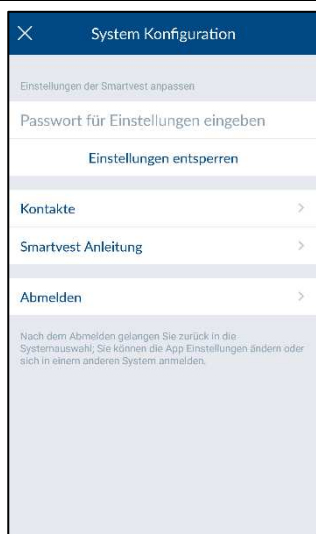 System Konfiguration
Einstellungen der Smartvest anpassen
Passwort für Einstellungen eingeben
Einstellungen entsperren
Kontakte
Smartvest Anleitung
Abmelden
Nach dem Abmelden gelangen Sie zurück in die
Systemauswahl; Sie können die App Einstellungen ändern oder
sich in einem anderen System anmelden.